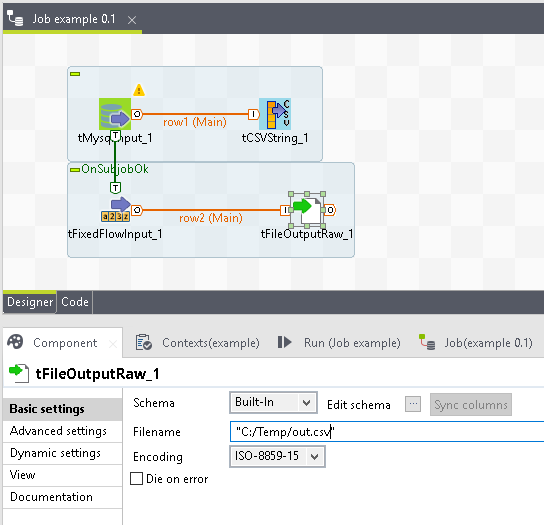 Job example 0.1
row1 (Main)
tMysqlInput_1
tCSVString_1
OnSubjobOk
row2 (Main)
tFixedFlowInput_1
tFileOutputRaw_1
Designer
Code
Component
Contexts(example)
Run (Job example)
Job(example 0.1)
tFileOutputRaw_1
Basic settings
Advanced settings
Dynamic settings
View
Documentation
Schema
Built-In
Edit schema
...
Sync columns
Filename
"C:/Temp/out.csv"
Encoding
ISO-8859-15
Die on error